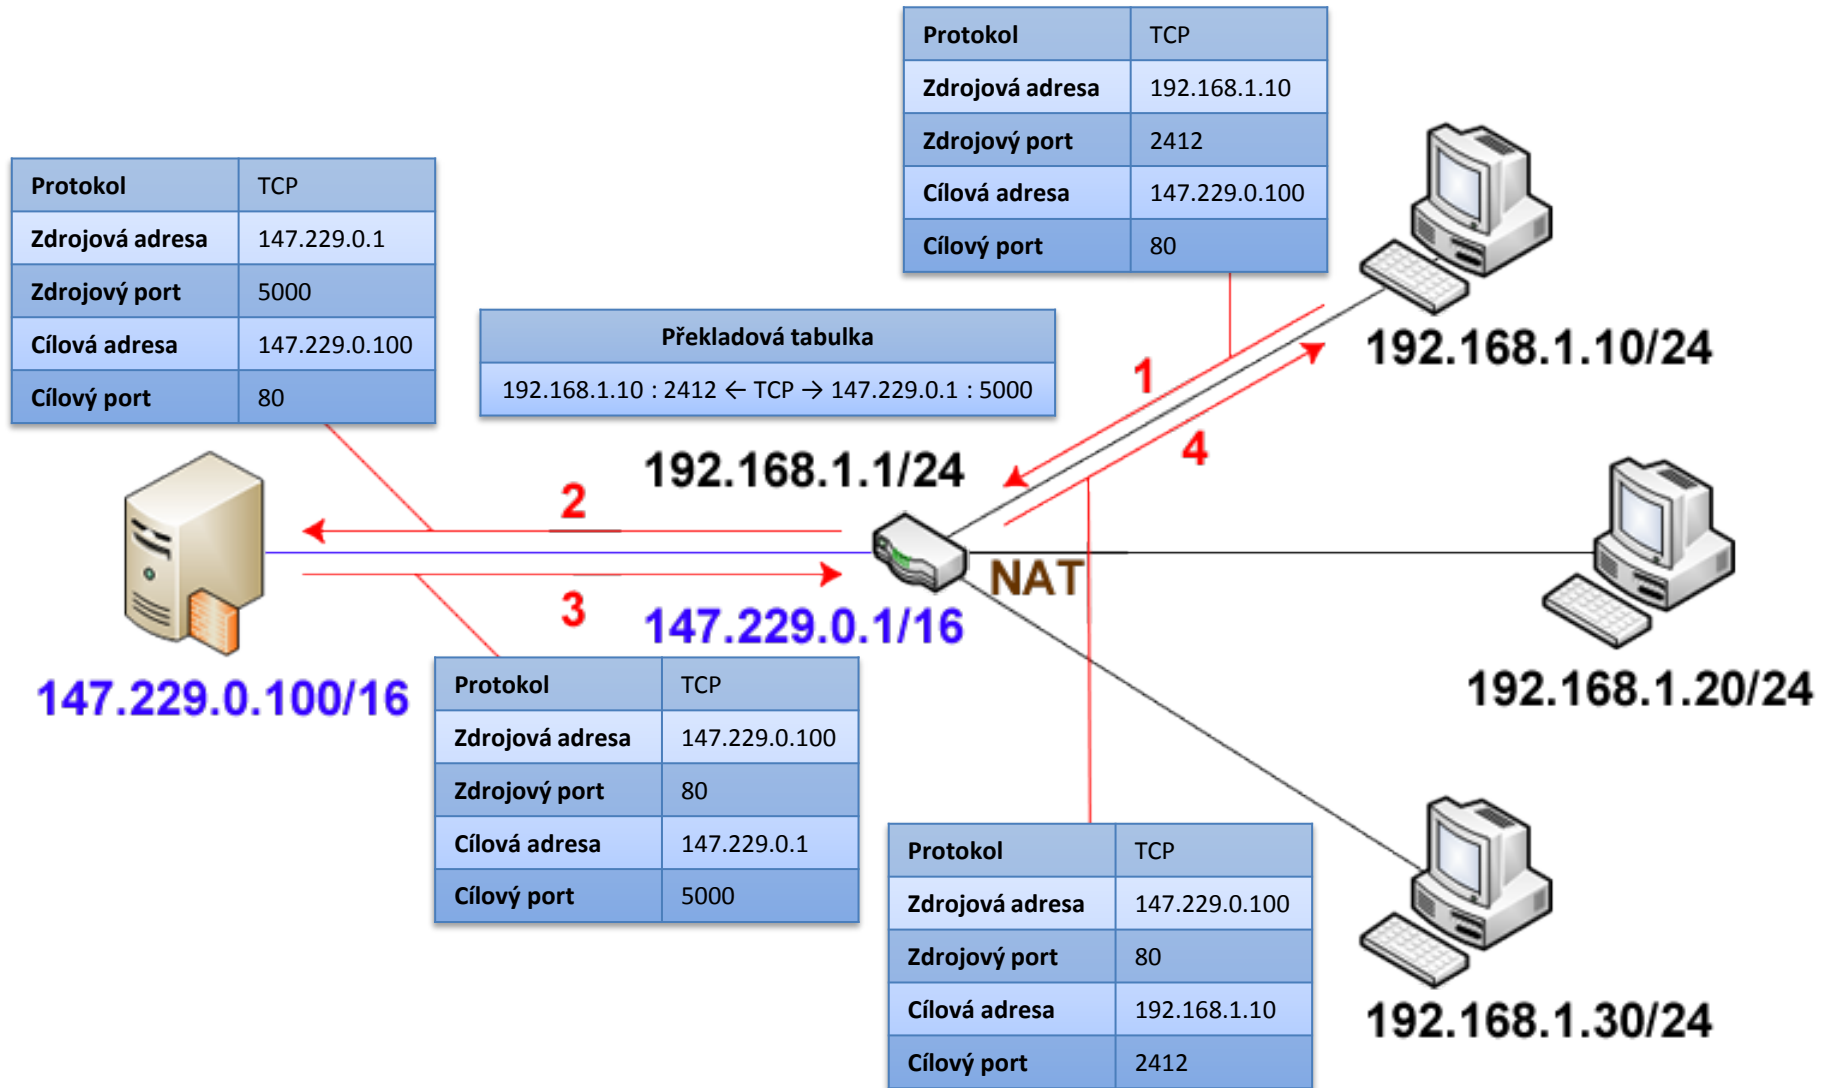 Protokol TCP
Zdrojová adresa 192.168.1.10
Zdrojový port 2412
Cílová adresa 147.229.0.100
Cílový port 80
Protokol TCP
Zdrojová adresa 147.229.0.1
Zdrojový port 5000
Cílová adresa 147.229.0.100
Cílový port 80
Překladová tabulka
192.168.1.10 : 2412 ← TCP → 147.229.0.1 : 5000
192.168.1.10/24
1
4
192.168.1.1/24
2
NAT
3
147.229.0.1/16
147.229.0.100/16
192.168.1.20/24
Protokol TCP
Zdrojová adresa 147.229.0.100
Zdrojový port 80
Cílová adresa 147.229.0.1
Cílový port 5000
Protokol TCP
Zdrojová adresa 147.229.0.100
Zdrojový port 80
Cílová adresa 192.168.1.10
Cílový port 2412
192.168.1.30/24